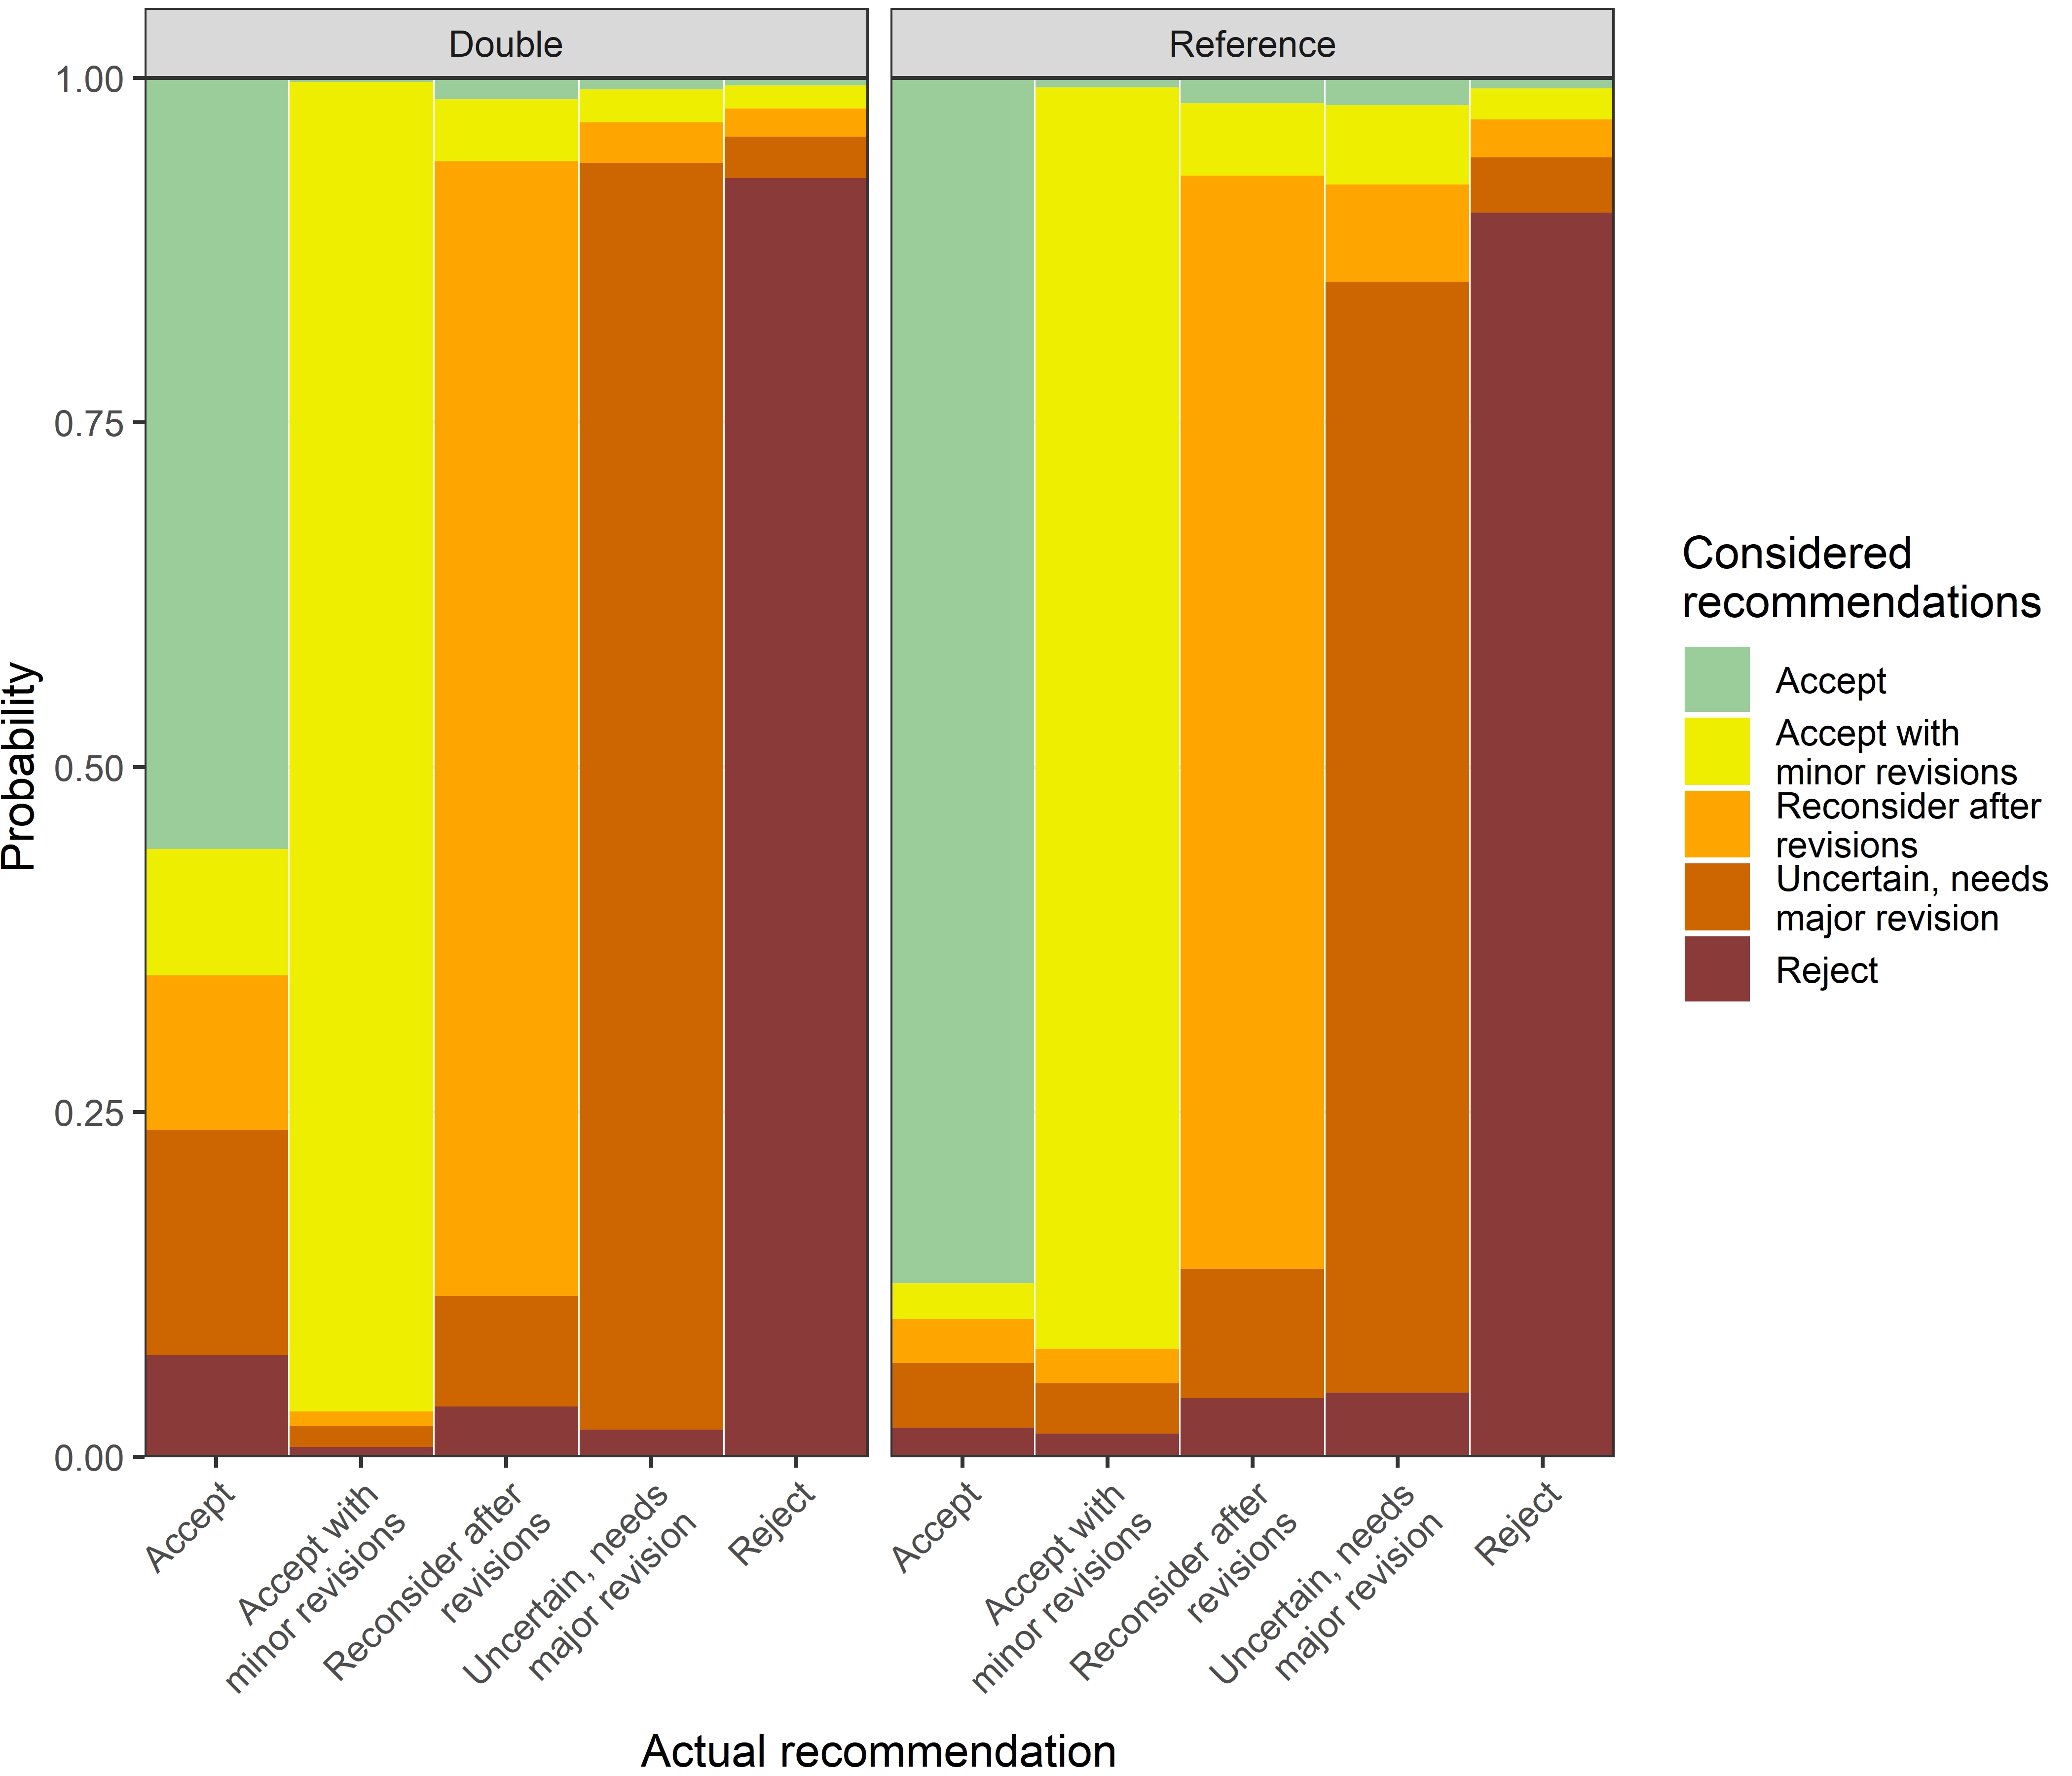 Double
Reference
1.00
0.75
0.50
0.25
0.00
Probability
Accept
Accept with
minor revisions
Reconsider after
revisions
Uncertain, needs
major revision
Reject
Accept
Accept with
minor revisions
Reconsider after
revisions
Uncertain, needs
major revision
Reject
Actual recommendation
Considered
recommendations
Accept
Accept with
minor revisions
Reconsider after
revisions
Uncertain, needs
major revision
Reject